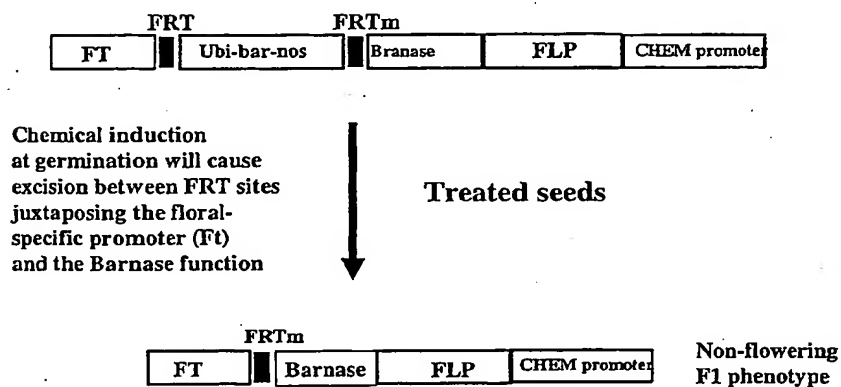 FRT FRTm
FT Ubi-bar-nos Branase FLP CHEM promoter
Chemical induction
at germination will cause
excision between FRT sites
juxtaposing the floral-
specific promoter (Ft)
and the Barnase function
Treated seeds
FRTm
FT Barnase FLP CHEM promoter
Non-flowering
F1 phenotype